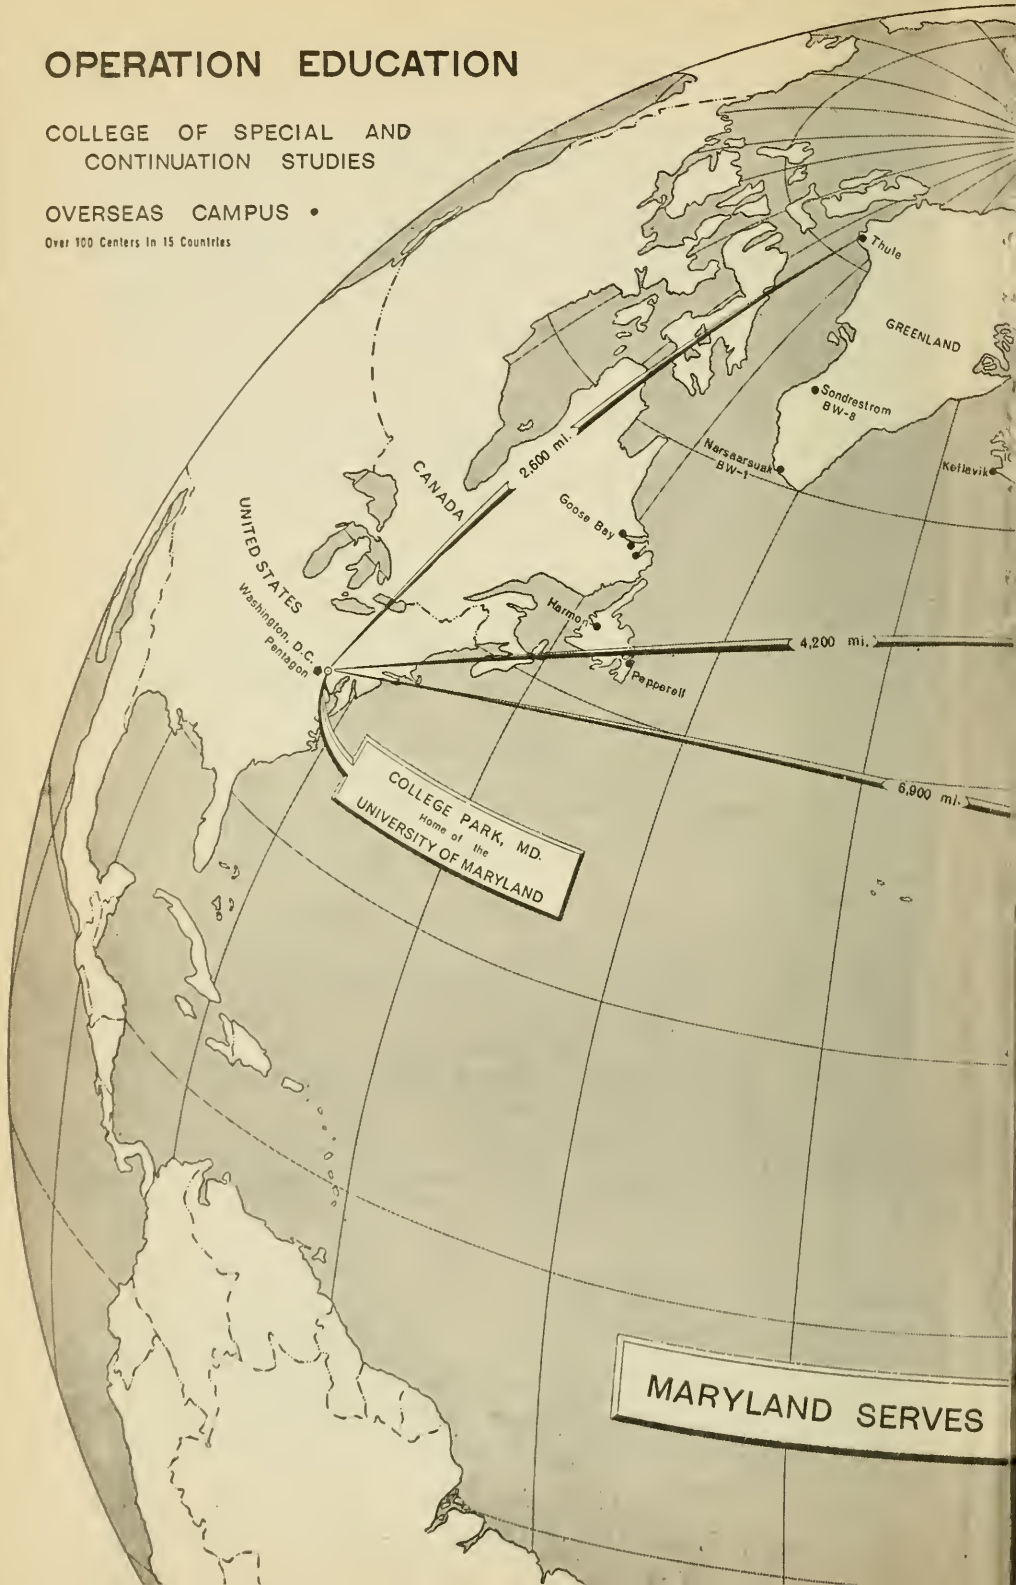 OPERATION EDUCATION
COLLEGE OF SPECIAL AND
CONTINUATION STUDIES
OVERSEAS CAMPUS •
Over 100 Centers In 15 Countries
Thule
GREENLAND
Sondrestrom
BW-8
Narsaarsuak
BW-1
Keflavik
2,600 mi.
CANADA
Goose Bay
UNITED STATES
Washington, D.C.
Pentagon
Harmon
4,200 mi.
Pepperell
6,900 mi.
COLLEGE PARK, MD.
Home of the
UNIVERSITY OF MARYLAND
MARYLAND SERVES